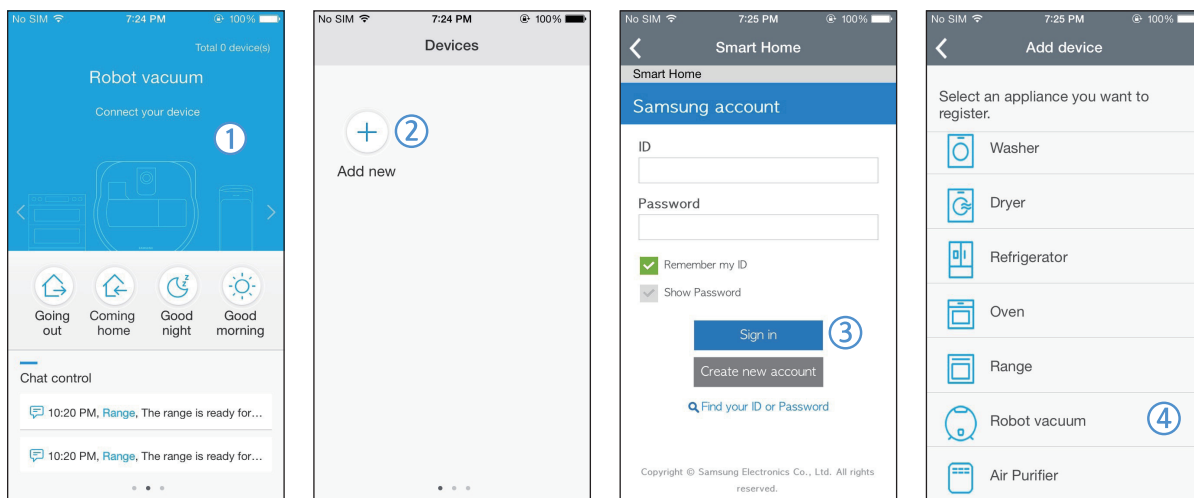 No SIM 7:24 PM 100%
Total 0 device(s)
Robot vacuum
Connect your device
1
Going out
Coming home
Good night
Good morning
Chat control
10:20 PM, Range, The range is ready for…
10:20 PM, Range, The range is ready for…
No SIM 7:24 PM 100%
Devices
2
Add new
No SIM 7:25 PM 100%
Smart Home
Smart Home
Samsung account
ID
Password
Remember my ID
Show Password
Sign in
3
Create new account
Find your ID or Password
Copyright © Samsung Electronics Co., Ltd. All rights
reserved.
No SIM 7:25 PM 100%
Add device
Select an appliance you want to
register.
Washer
Dryer
Refrigerator
Oven
Range
Robot vacuum
4
Air Purifier